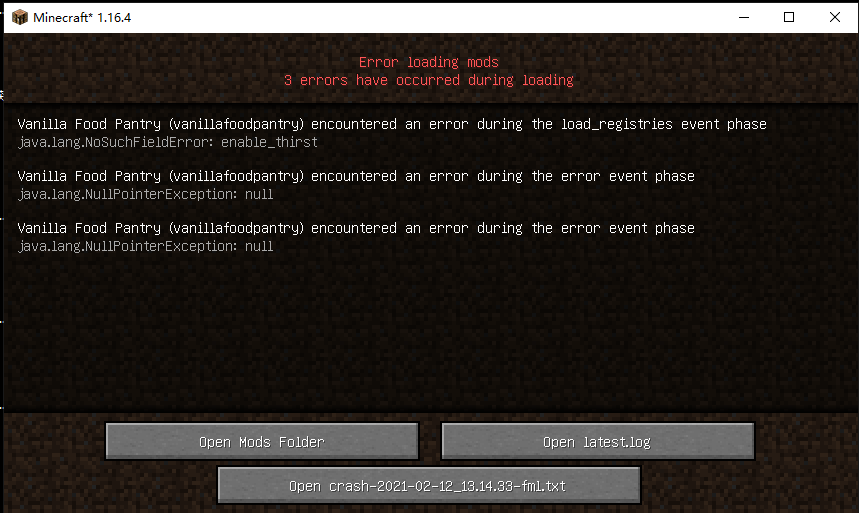 Minecraft* 1.16.4
Error loading mods
3 errors have occurred during loading
Vanilla Food Pantry (vanillafoodpantry) encountered an error during the load_registries event phase
java.lang.NoSuchFieldError: enable_thirst
Vanilla Food Pantry (vanillafoodpantry) encountered an error during the error event phase
java.lang.NullPointerException: null
Vanilla Food Pantry (vanillafoodpantry) encountered an error during the error event phase
java.lang.NullPointerException: null
Open Mods Folder
Open latest.log
Open crash-2021-02-12_13.14.33-fml.txt